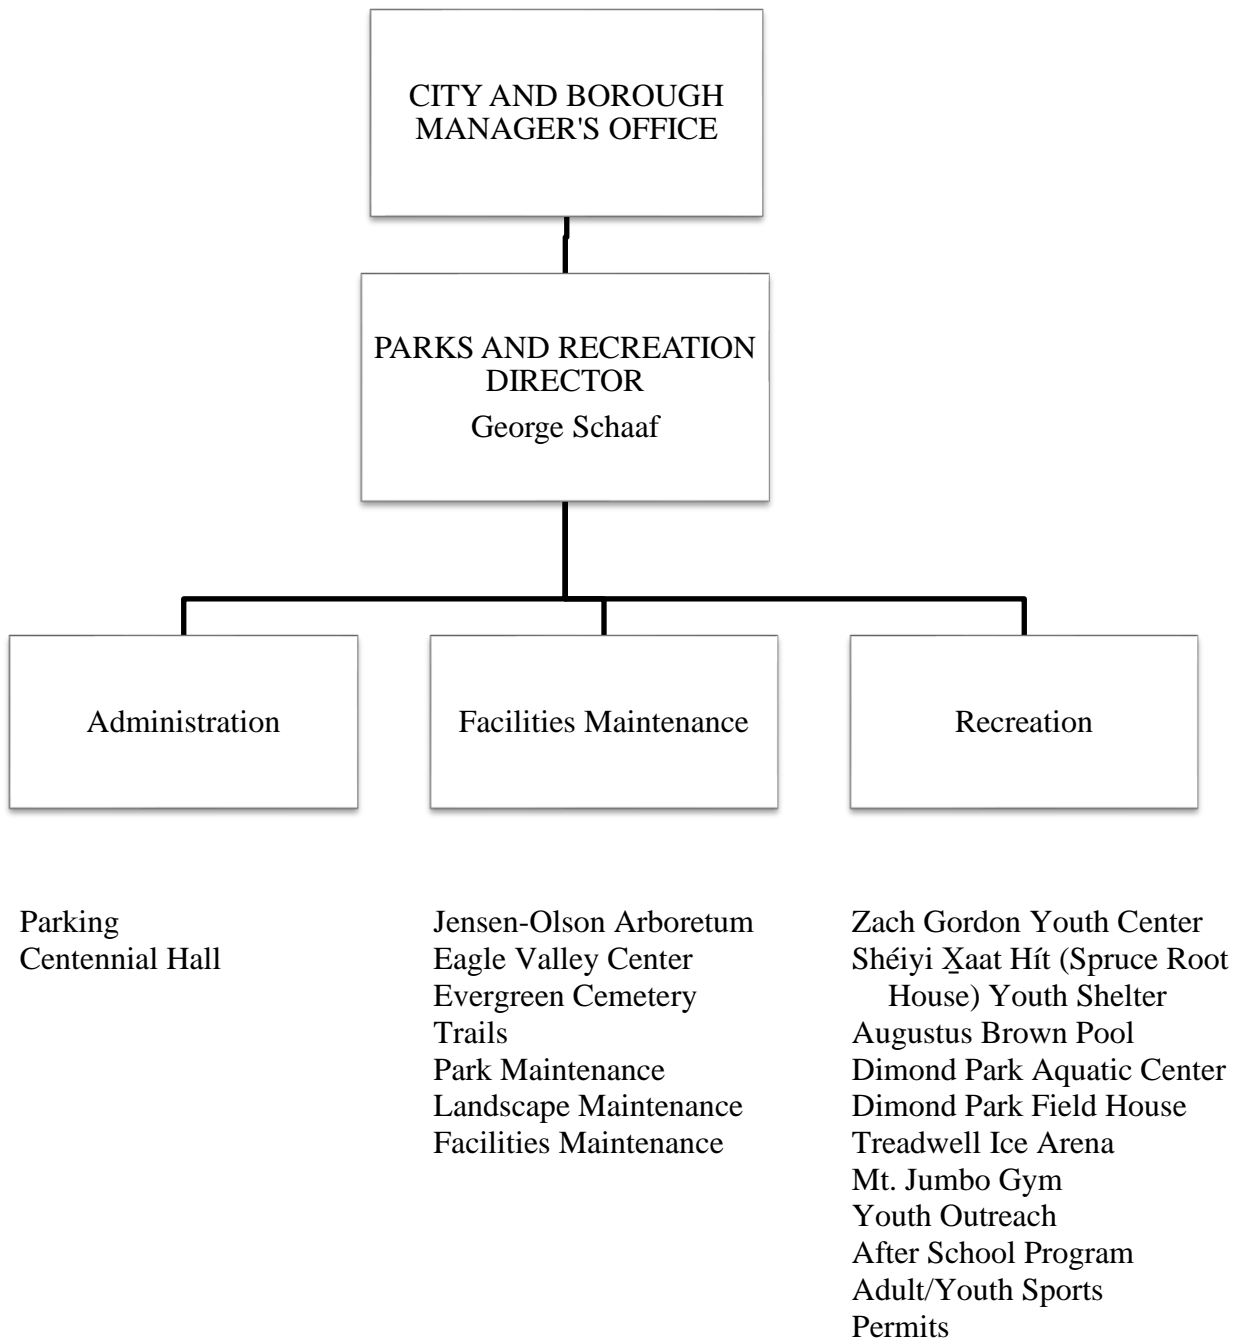 CITY AND BOROUGH
MANAGER'S OFFICE
PARKS AND RECREATION
DIRECTOR
George Schaaf
Administration
Facilities Maintenance
Recreation
Parking
Centennial Hall
Jensen-Olson Arboretum
Eagle Valley Center
Evergreen Cemetery
Trails
Park Maintenance
Landscape Maintenance
Facilities Maintenance
Zach Gordon Youth Center
Shéiyi X̱aat Hít (Spruce Root
House) Youth Shelter
Augustus Brown Pool
Dimond Park Aquatic Center
Dimond Park Field House
Treadwell Ice Arena
Mt. Jumbo Gym
Youth Outreach
After School Program
Adult/Youth Sports
Permits